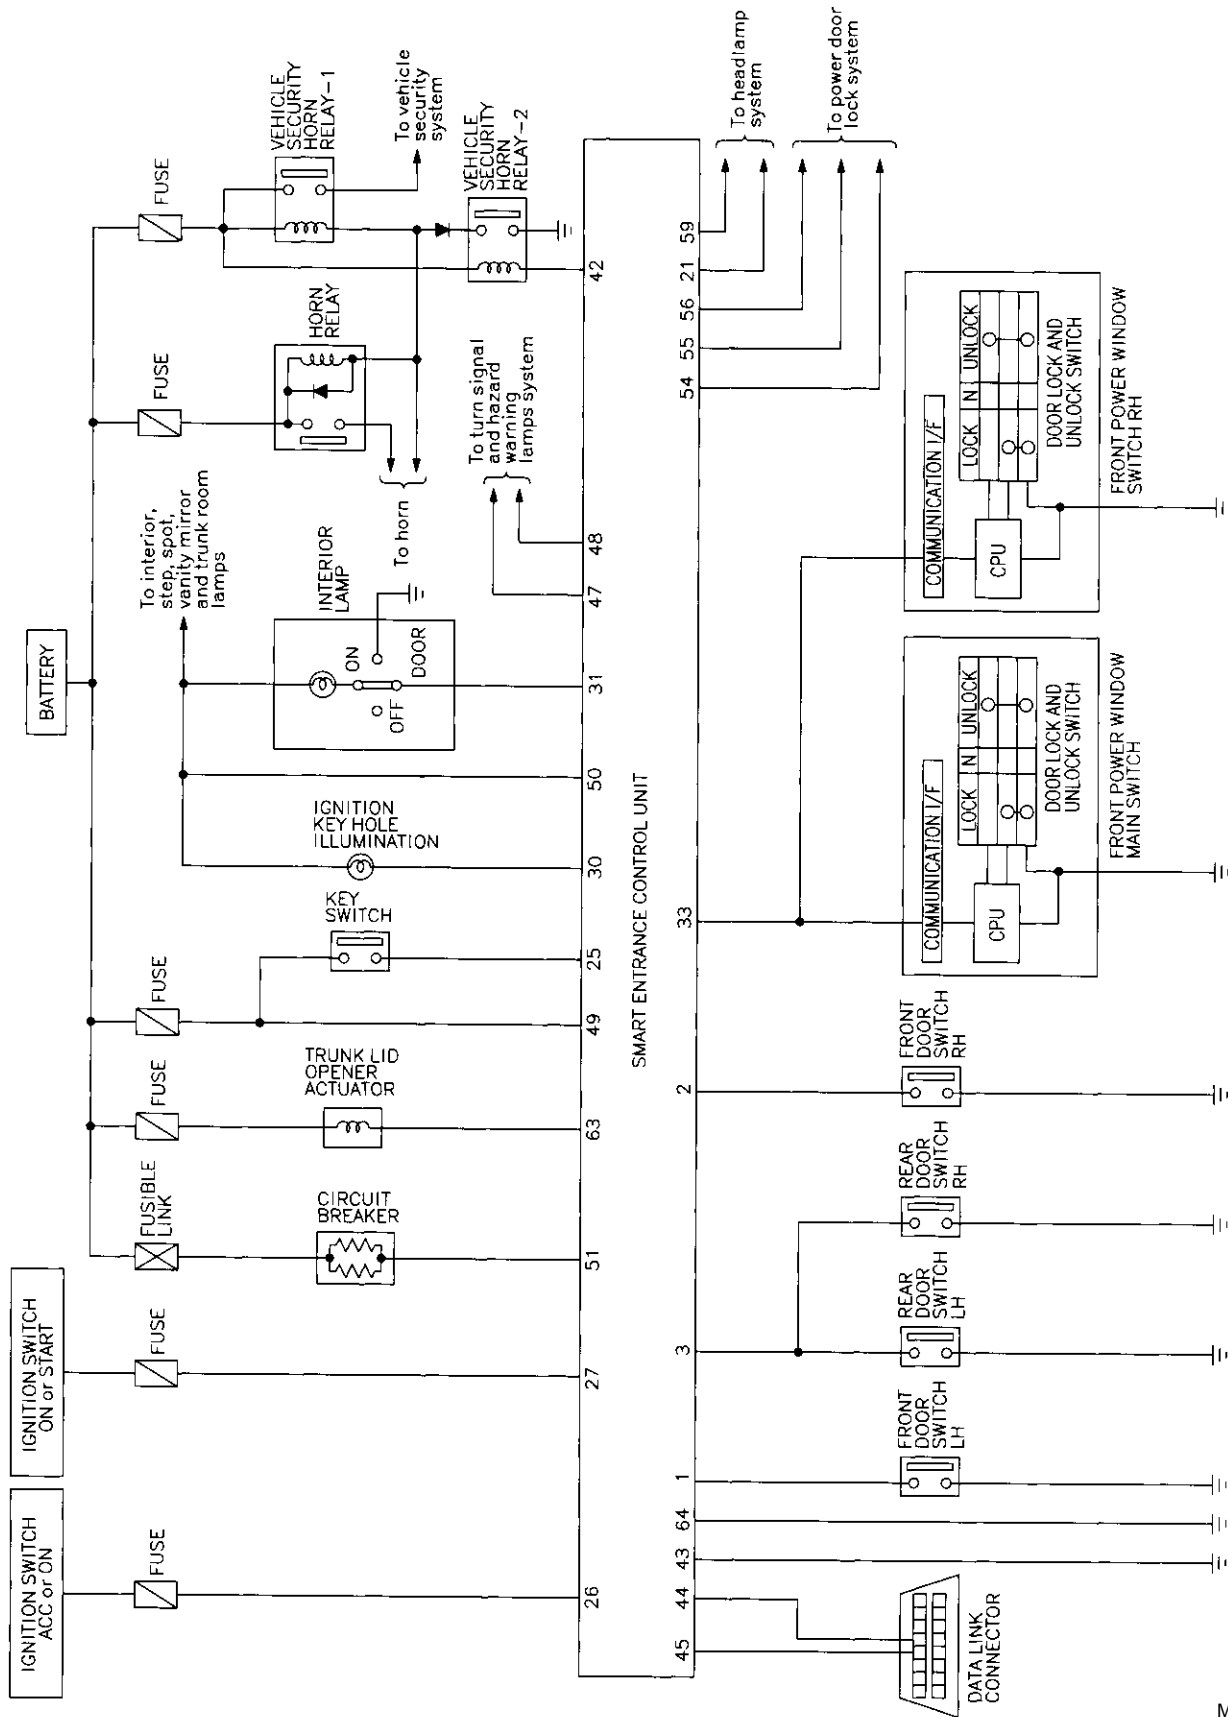 IGNITION SWITCH
ACC or ON
IGNITION SWITCH
ON or START
BATTERY
FUSE
FUSE
FUSIBLE
LINK
FUSE
FUSE
FUSE
FUSE
CIRCUIT
BREAKER
TRUNK LID
OPENER
ACTUATOR
KEY
SWITCH
IGNITION
KEY HOLE
ILLUMINATION
To interior,
step, spot,
vanity mirror
and trunk room
lamps
INTERIOR
LAMP
ON
OFF
DOOR
HORN
RELAY
To horn
To turn signal
and hazard
warning
lamps system
VEHICLE
SECURITY
HORN
RELAY-1
To vehicle
security
system
VEHICLE
SECURITY
HORN
RELAY-2
26
27
51
63
49
25
30
50
31
47
48
42
SMART ENTRANCE CONTROL UNIT
45
44
43
64
1
3
2
33
54
55
56
21
59
To headlamp
system
To power door
lock system
DATA LINK
CONNECTOR
FRONT
DOOR
SWITCH
LH
REAR
DOOR
SWITCH
LH
REAR
DOOR
SWITCH
RH
FRONT
DOOR
SWITCH
RH
COMMUNICATION I/F
CPU
LOCK N UNLOCK
DOOR LOCK AND
UNLOCK SWITCH
FRONT POWER WINDOW
MAIN SWITCH
COMMUNICATION I/F
CPU
LOCK N UNLOCK
DOOR LOCK AND
UNLOCK SWITCH
FRONT POWER WINDOW
SWITCH RH
M